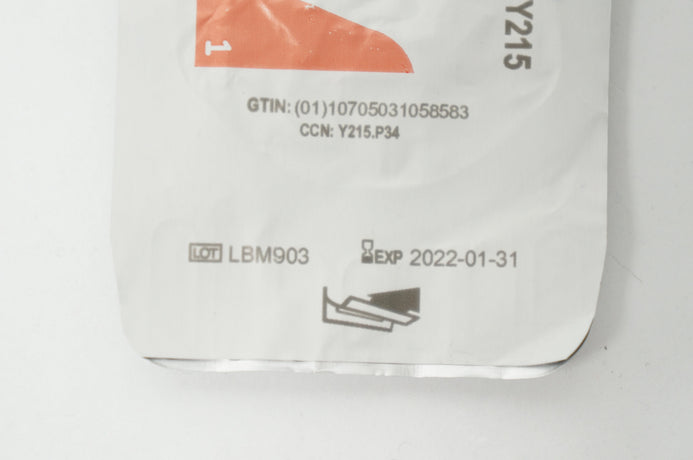 1
Y215
GTIN: (01)10705031058583
CCN: Y215.P34
LOT LBM903 EXP 2022-01-31